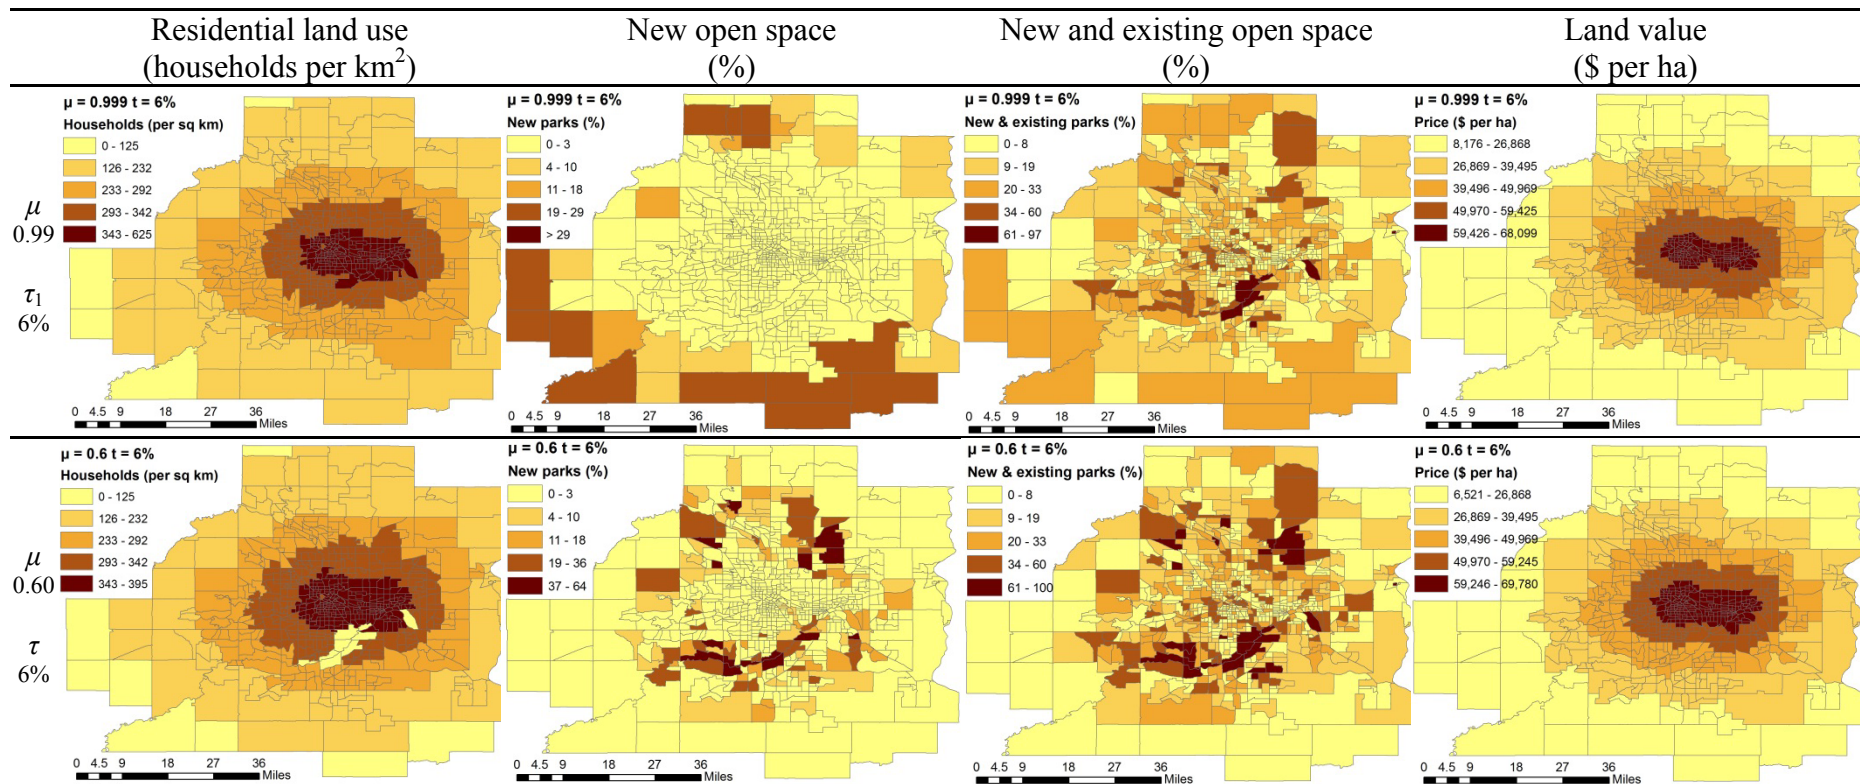 Residential land use
(households per km²)
New open space
(%)
New and existing open space
(%)
Land value
($ per ha)
μ
0.99
τ₁
6%
μ = 0.999 t = 6%
Households (per sq km)
0 - 125
126 - 232
233 - 292
293 - 342
343 - 625
0 4.5 9 18 27 36
Miles
μ = 0.999 t = 6%
New parks (%)
0 - 3
4 - 10
11 - 18
19 - 29
> 29
0 4.5 9 18 27 36
Miles
μ = 0.999 t = 6%
New & existing parks (%)
0 - 8
9 - 19
20 - 33
34 - 60
61 - 97
0 4.5 9 18 27 36
Miles
μ = 0.999 t = 6%
Price ($ per ha)
8,176 - 26,868
26,869 - 39,495
39,496 - 49,969
49,970 - 59,425
59,426 - 68,099
0 4.5 9 18 27 36
Miles
μ
0.60
τ
6%
μ = 0.6 t = 6%
Households (per sq km)
0 - 125
126 - 232
233 - 292
293 - 342
343 - 395
0 4.5 9 18 27 36
Miles
μ = 0.6 t = 6%
New parks (%)
0 - 3
4 - 10
11 - 18
19 - 36
37 - 64
0 4.5 9 18 27 36
Miles
μ = 0.6 t = 6%
New & existing parks (%)
0 - 8
9 - 19
20 - 33
34 - 60
61 - 100
0 4.5 9 18 27 36
Miles
μ = 0.6 t = 6%
Price ($ per ha)
6,521 - 26,868
26,869 - 39,495
39,496 - 49,969
49,970 - 59,245
59,246 - 69,780
0 4.5 9 18 27 36
Miles